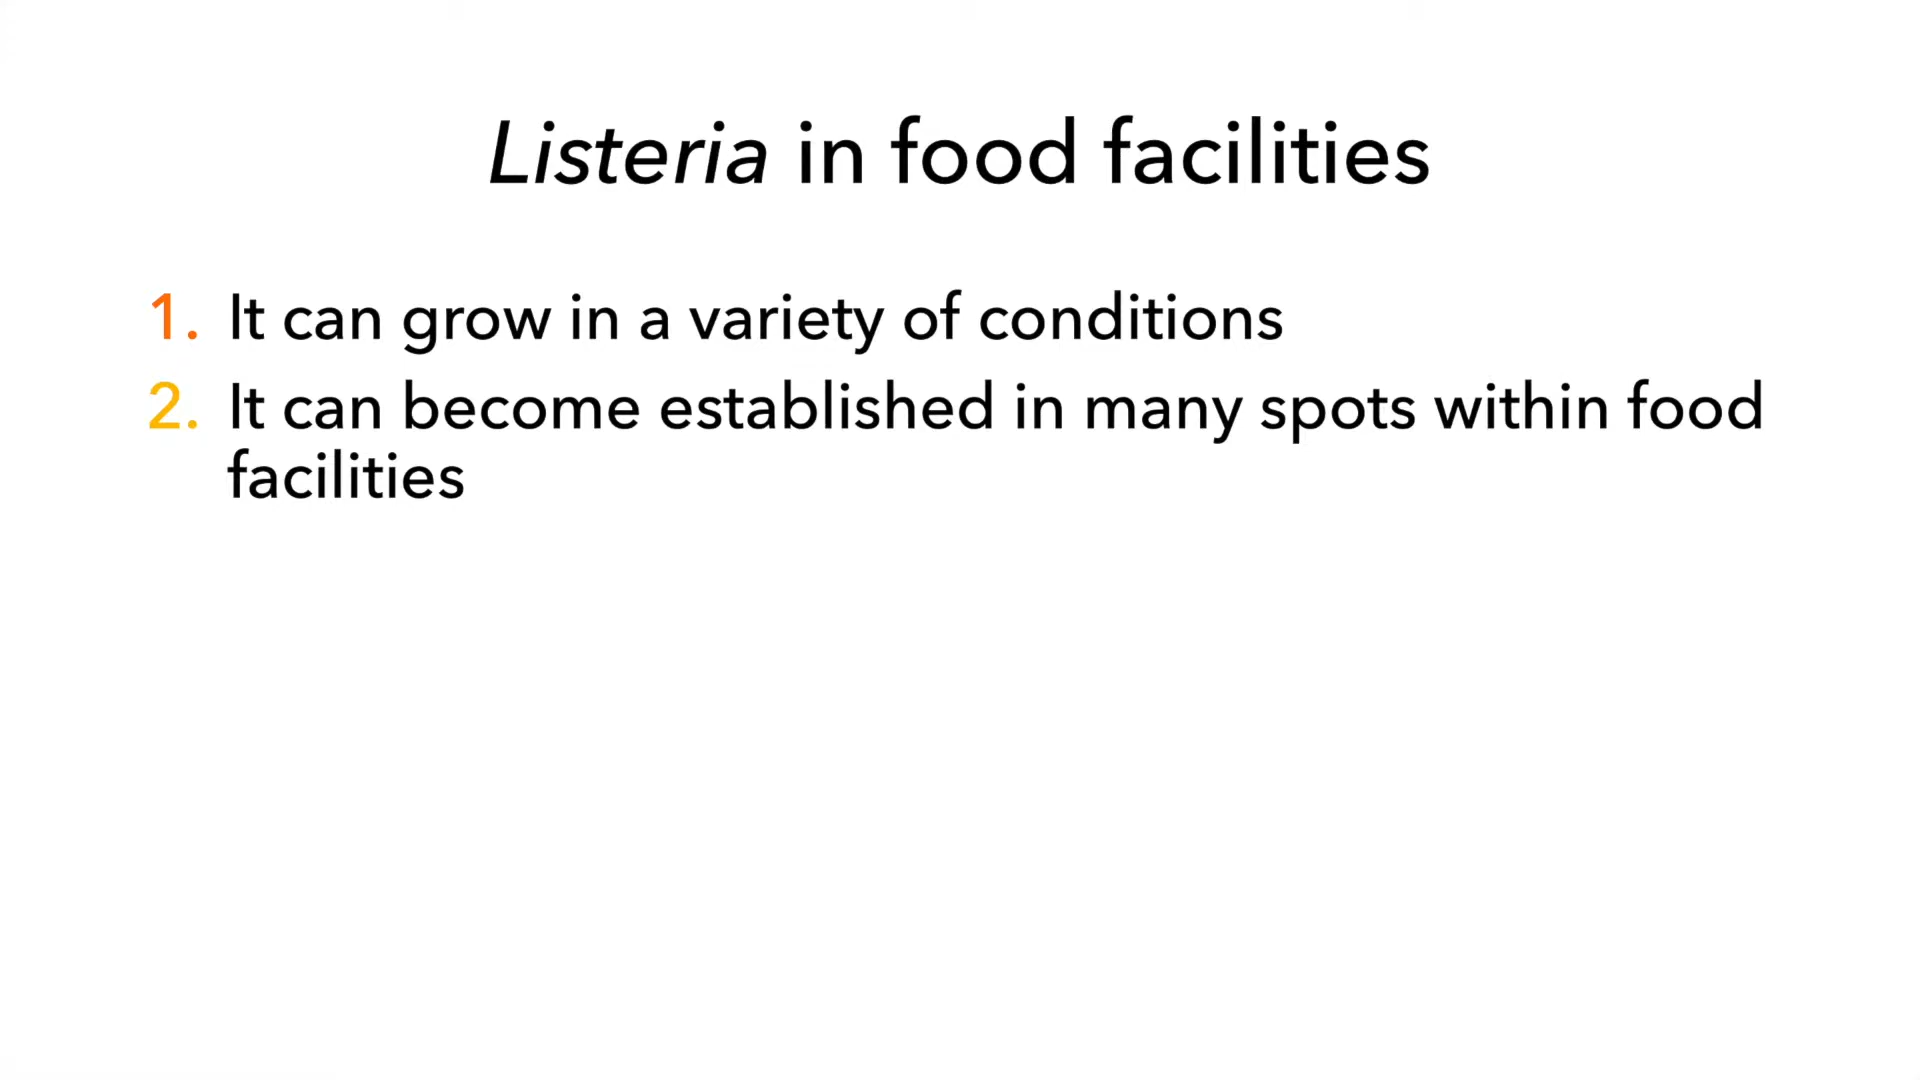 Listeria in food facilities
1. It can grow in a variety of conditions
2. It can become established in many spots within food
facilities